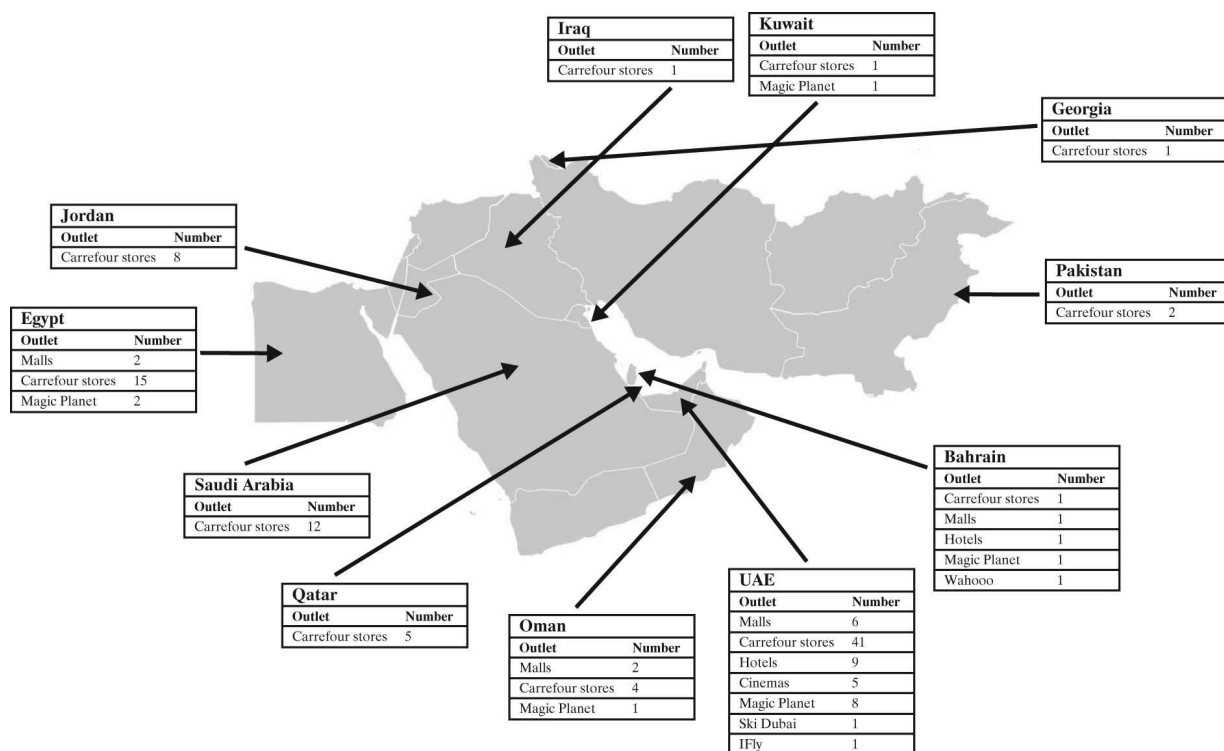 Iraq
Outlet Number
Carrefour stores 1
Kuwait
Outlet Number
Carrefour stores 1
Magic Planet 1
Georgia
Outlet Number
Carrefour stores 1
Jordan
Outlet Number
Carrefour stores 8
Pakistan
Outlet Number
Carrefour stores 2
Egypt
Outlet Number
Malls 2
Carrefour stores 15
Magic Planet 2
Saudi Arabia
Outlet Number
Carrefour stores 12
Bahrain
Outlet Number
Carrefour stores 1
Malls 1
Hotels 1
Magic Planet 1
Wahooo 1
Qatar
Outlet Number
Carrefour stores 5
Oman
Outlet Number
Malls 2
Carrefour stores 4
Magic Planet 1
UAE
Outlet Number
Malls 6
Carrefour stores 41
Hotels 9
Cinemas 5
Magic Planet 8
Ski Dubai 1
IFly 1